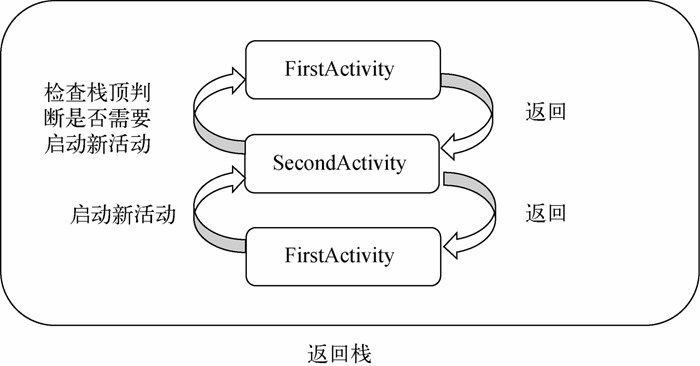 FirstActivity
检查栈顶判
断是否需要
启动新活动
返回
SecondActivity
启动新活动
返回
FirstActivity
返回栈